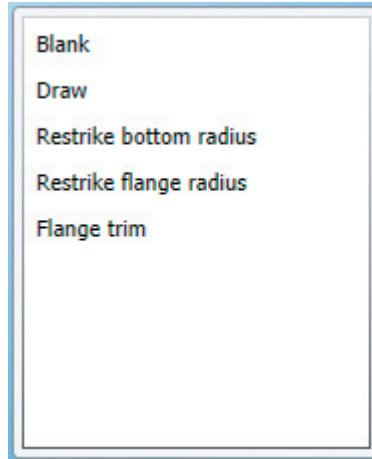 Blank
Draw
Restrike bottom radius
Restrike flange radius
Flange trim